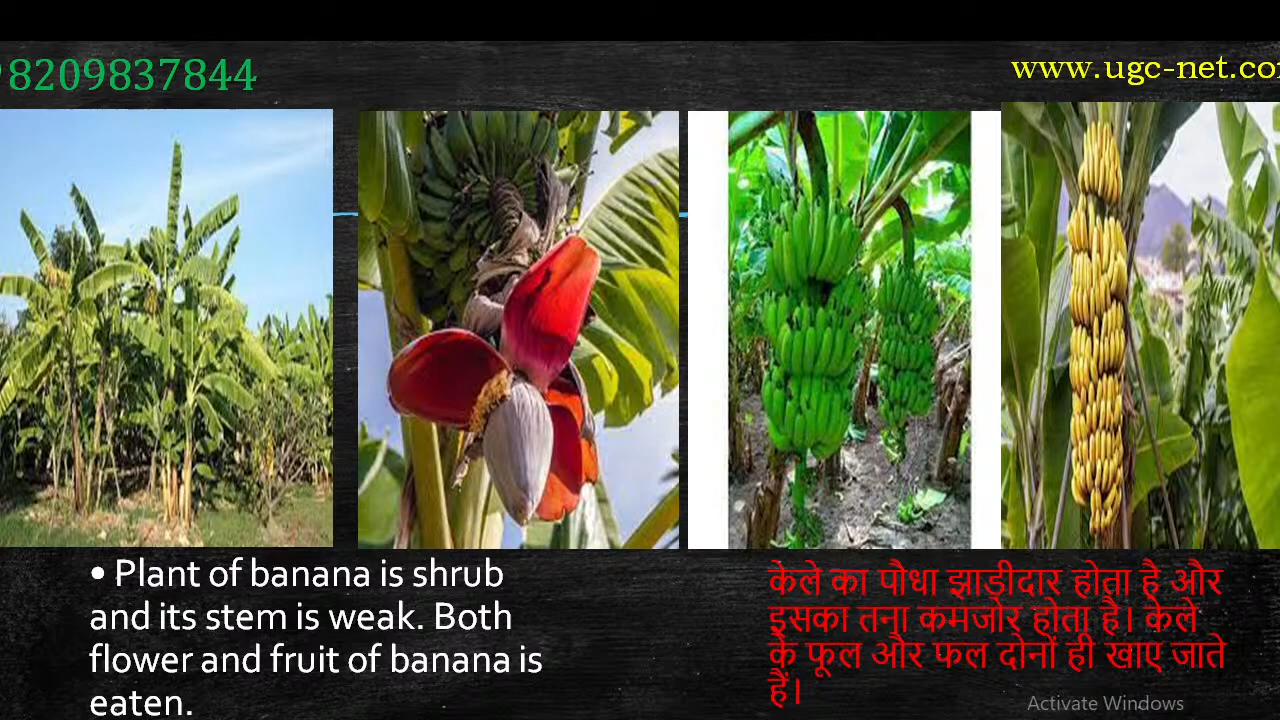 98209837844
www.ugc-net.co
• Plant of banana is shrub
and its stem is weak. Both
flower and fruit of banana is
eaten.
केले का पौधा झाड़ीदार होता है और
इसका तना कमजोर होता है। केले
के फूल और फल दोनों ही खाए जाते
हैं।
Activate Windows